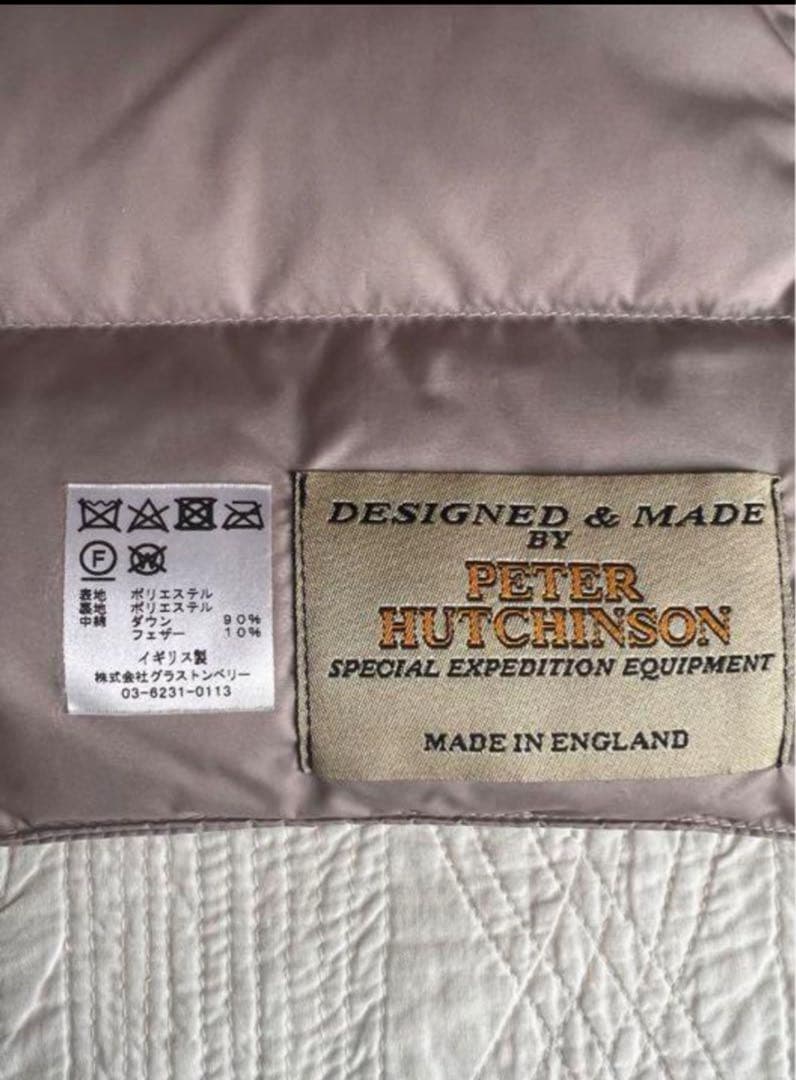 F
W
表地 ポリエステル
裏地 ポリエステル
中綿 ダウン 90%
フェザー 10%
イギリス製
株式会社グラストンベリー
03-6231-0113
DESIGNED & MADE
BY
PETER
HUTCHINSON
SPECIAL EXPEDITION EQUIPMENT
MADE IN ENGLAND